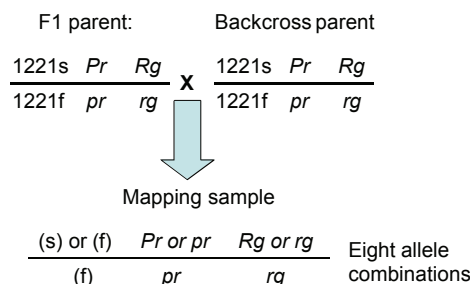 F1 parent: Backcross parent
1221s Pr Rg X 1221s Pr Rg
1221f pr rg 1221f pr rg
Mapping sample
(s) or (f) Pr or pr Rg or rg Eight allele
(f) pr rg combinations